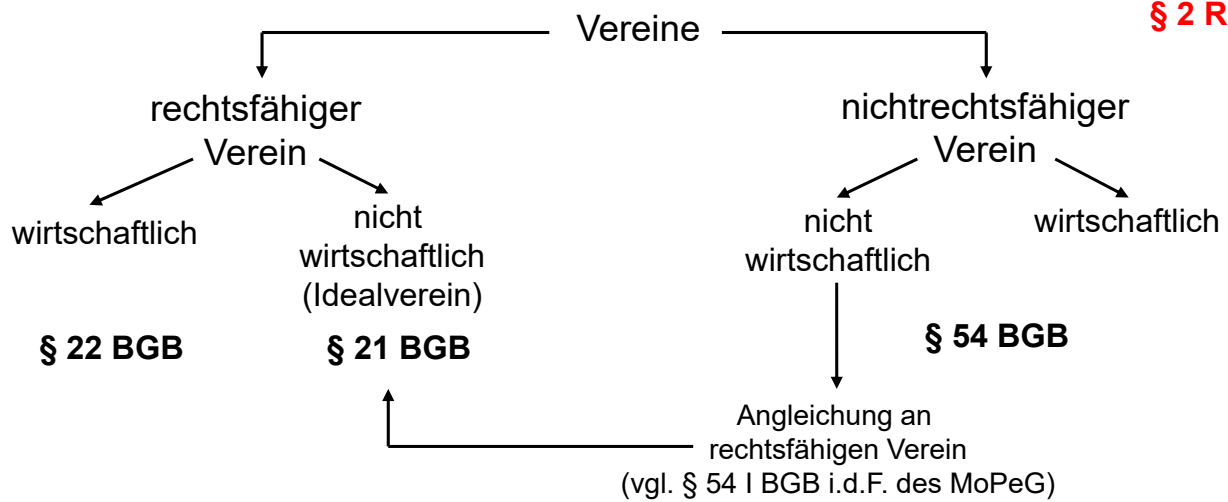 § 2 R
Vereine
rechtsfähiger
Verein
nichtrechtsfähiger
Verein
wirtschaftlich
nicht
wirtschaftlich
(Idealverein)
nicht
wirtschaftlich
wirtschaftlich
§ 22 BGB
§ 21 BGB
§ 54 BGB
Angleichung an
rechtsfähigen Verein
(vgl. § 54 I BGB i.d.F. des MoPeG)